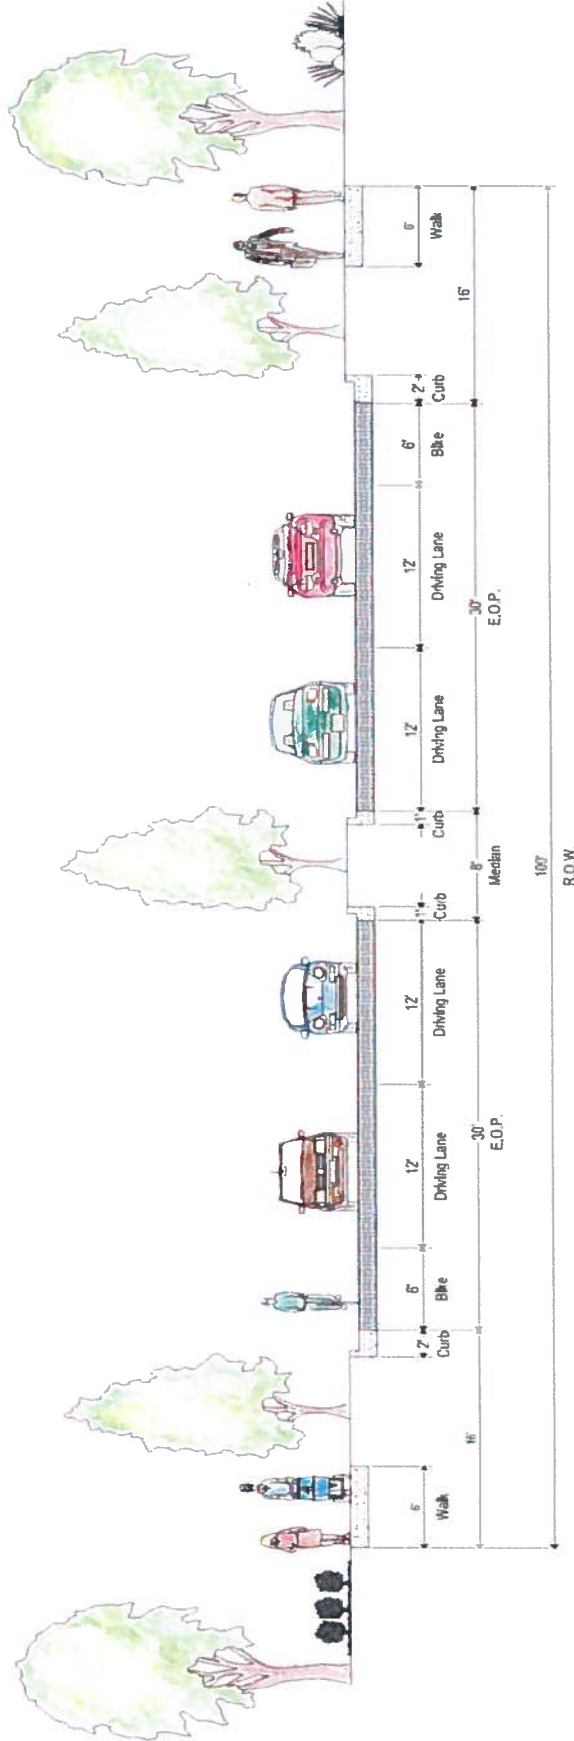 6' 2' 6' 12' 12' 1' 1' 12' 12' 6' 2' 6'
Walk Curb Bike Driving Lane Driving Lane Curb Curb Driving Lane Driving Lane Bike Curb Walk
16' 30' 8' 30' 16'
E.O.P. Median E.O.P.
100'
R.O.W.